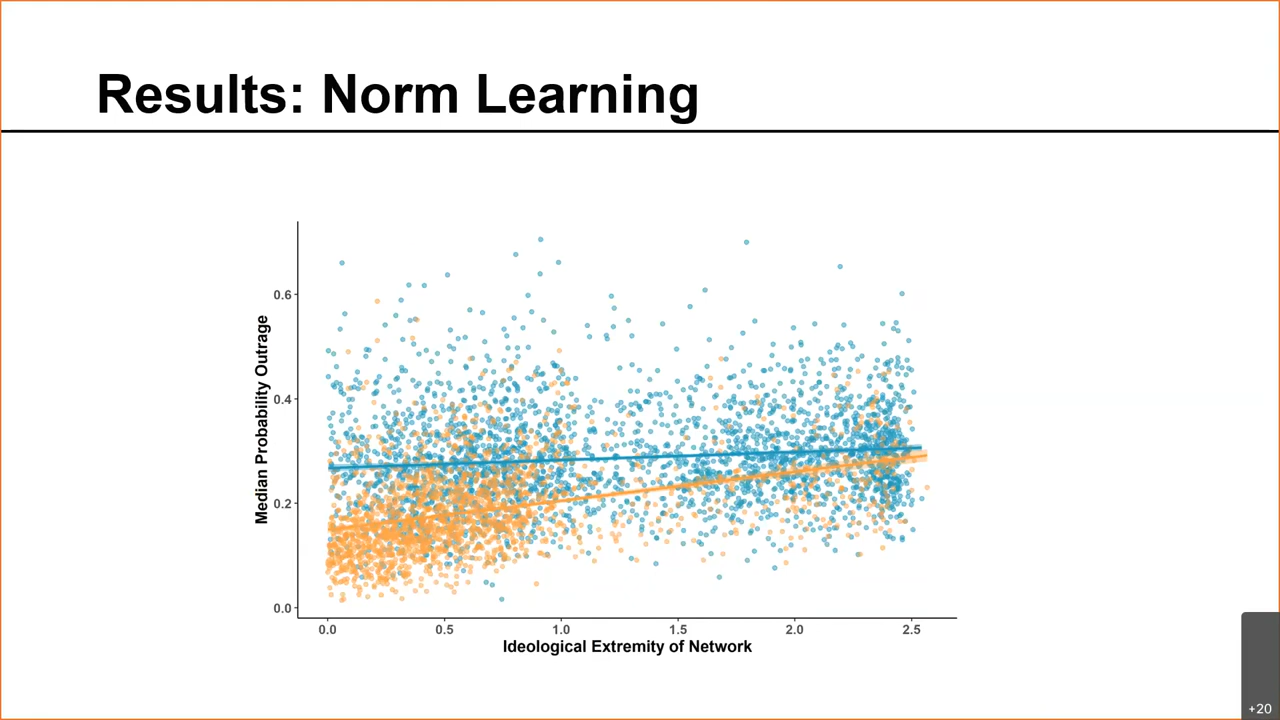 Results: Norm Learning
0.6
0.4
0.2
0.0
Median Probability Outrage
0.0 0.5 1.0 1.5 2.0 2.5
Ideological Extremity of Network
+20